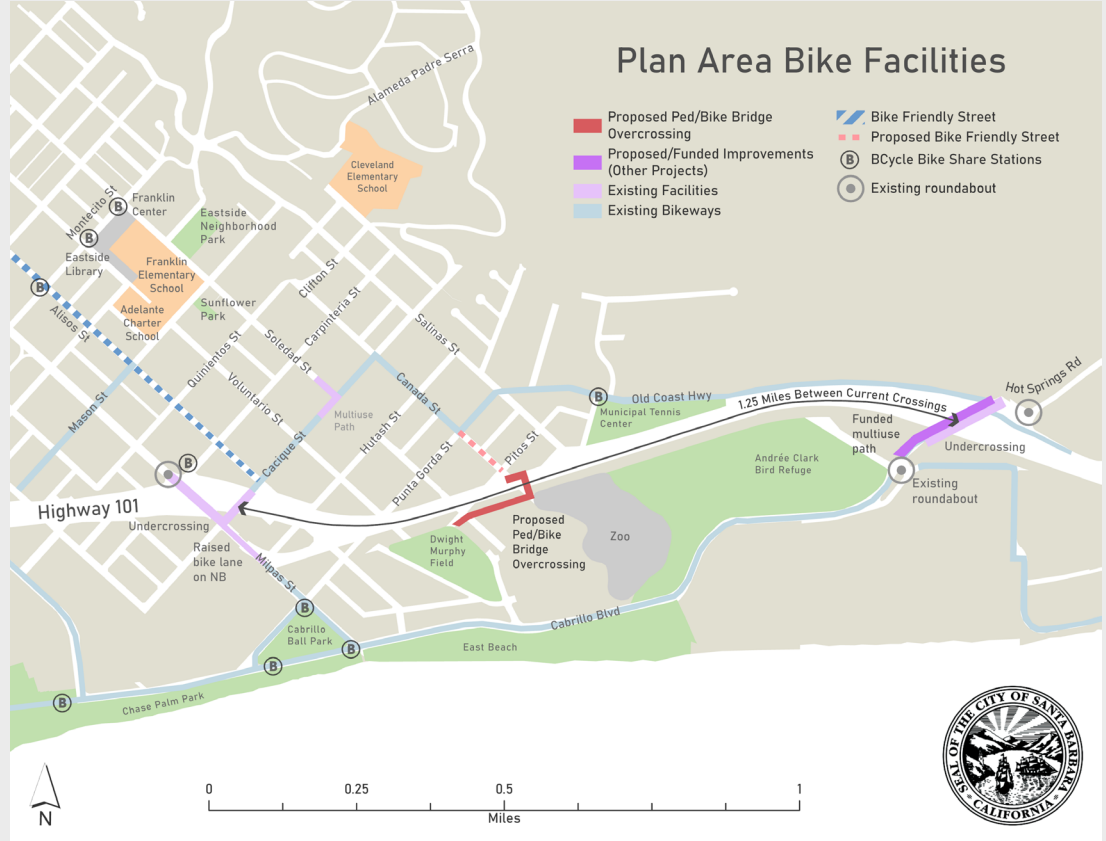 Plan Area Bike Facilities
Proposed Ped/Bike Bridge
Overcrossing
Proposed/Funded Improvements
(Other Projects)
Existing Facilities
Existing Bikeways
Bike Friendly Street
Proposed Bike Friendly Street
B BCycle Bike Share Stations
Existing roundabout
Alameda Padre Serra
Cleveland
Elementary
School
Montecito St
B
Franklin
Center
B
Eastside
Library
Eastside
Neighborhood
Park
Franklin
Elementary
School
Adelante
Charter
School
Sunflower
Park
B
Alisos St
Clifton St
Carpinteria St
Soledad St
Salinas St
Quinientos St
Voluntario St
Mason St
Canada St
Multiuse
Path
Hutash St
Cacique St
Punta Gorda St
Pitos St
B
Municipal Tennis
Center
Old Coast Hwy
1.25 Miles Between Current Crossings
Hot Springs Rd
Funded
multiuse
path
Undercrossing
Existing
roundabout
Andrée Clark
Bird Refuge
B
Highway 101
Undercrossing
Raised
bike lane
on NB
Milpas St
Dwight
Murphy
Field
Proposed
Ped/Bike
Bridge
Overcrossing
Zoo
B
Cabrillo
Ball Park
B
B
Cabrillo Blvd
East Beach
B
Chase Palm Park
N
0
0.25
0.5
1
Miles
SEAL OF THE CITY OF SANTA BARBARA
CALIFORNIA